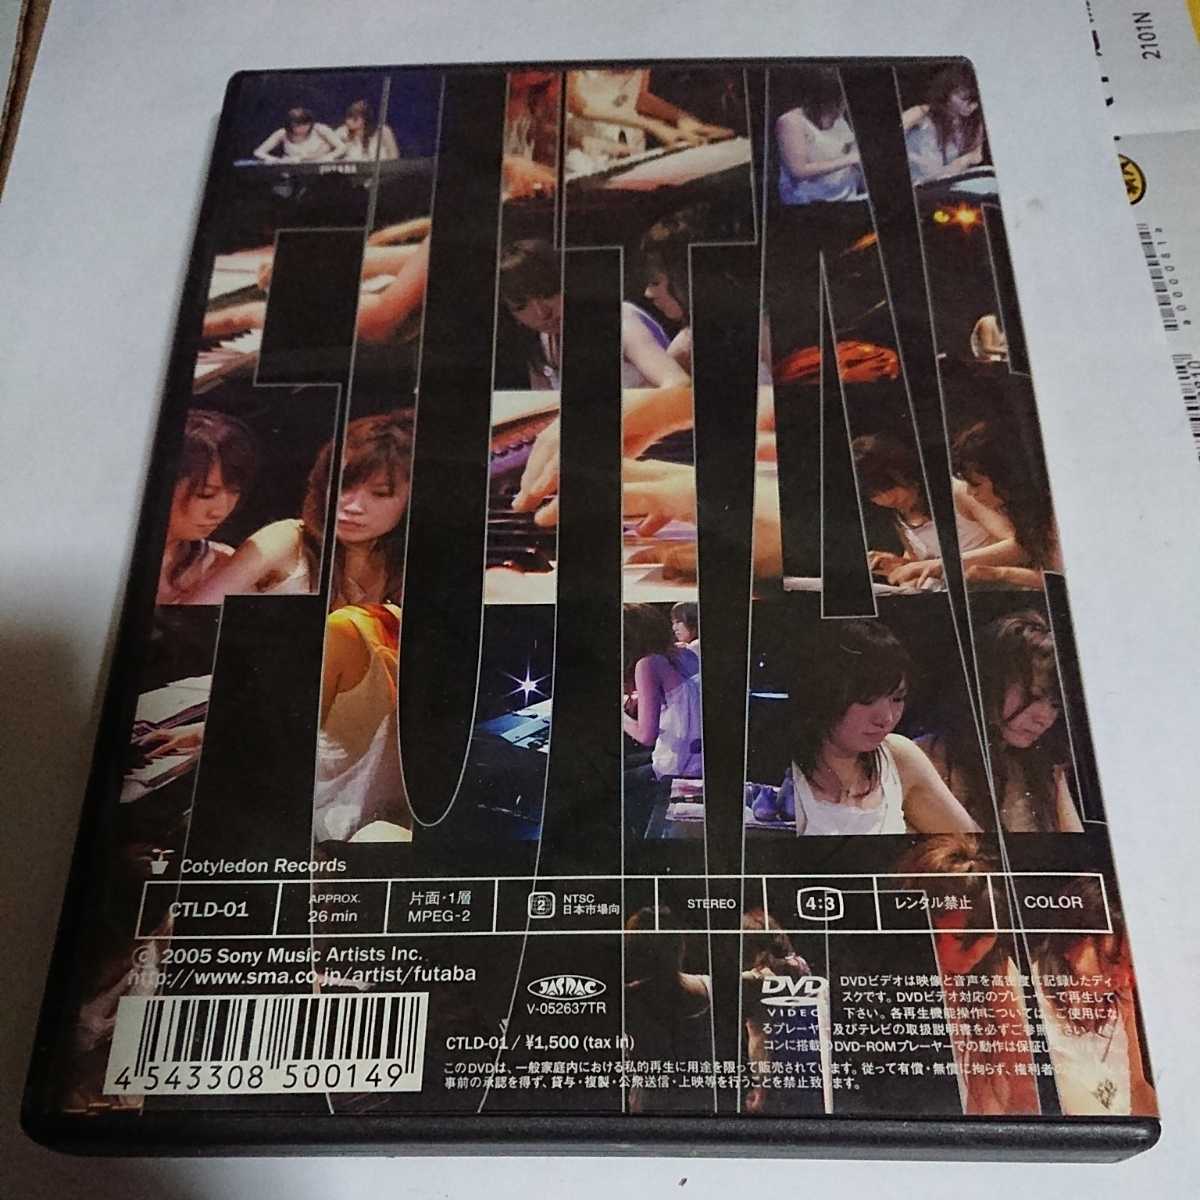 FUTABA
Cotyledon Records
CTLD-01
APPROX.
26 min
片面・1層
MPEG-2
2
NTSC
日本市場向
STEREO
4:3
レンタル禁止
COLOR
© 2005 Sony Music Artists Inc.
http://www.sma.co.jp/artist/futaba
JASRAC
V-052637TR
DVD
VIDEO
DVDビデオは映像と音声を高密度に記録したディ
スクです。DVDビデオ対応のプレーヤーで再生して
下さい。各再生機能操作については、ご使用にな
るプレーヤー及びテレビの取扱説明書を必ずご参照下さい。
コンに搭載のDVD-ROMプレーヤーでの動作は保証し
CTLD-01 / ¥1,500 (tax in)
このDVDは、一般家庭内における私的再生に用途を限って販売されています。従って有償・無償に拘らず、権利者の
事前の承認を得ず、貸与・複製・公衆送信・上映等を行うことを禁止致します。
4 543308 500149
2101N
a0000081a